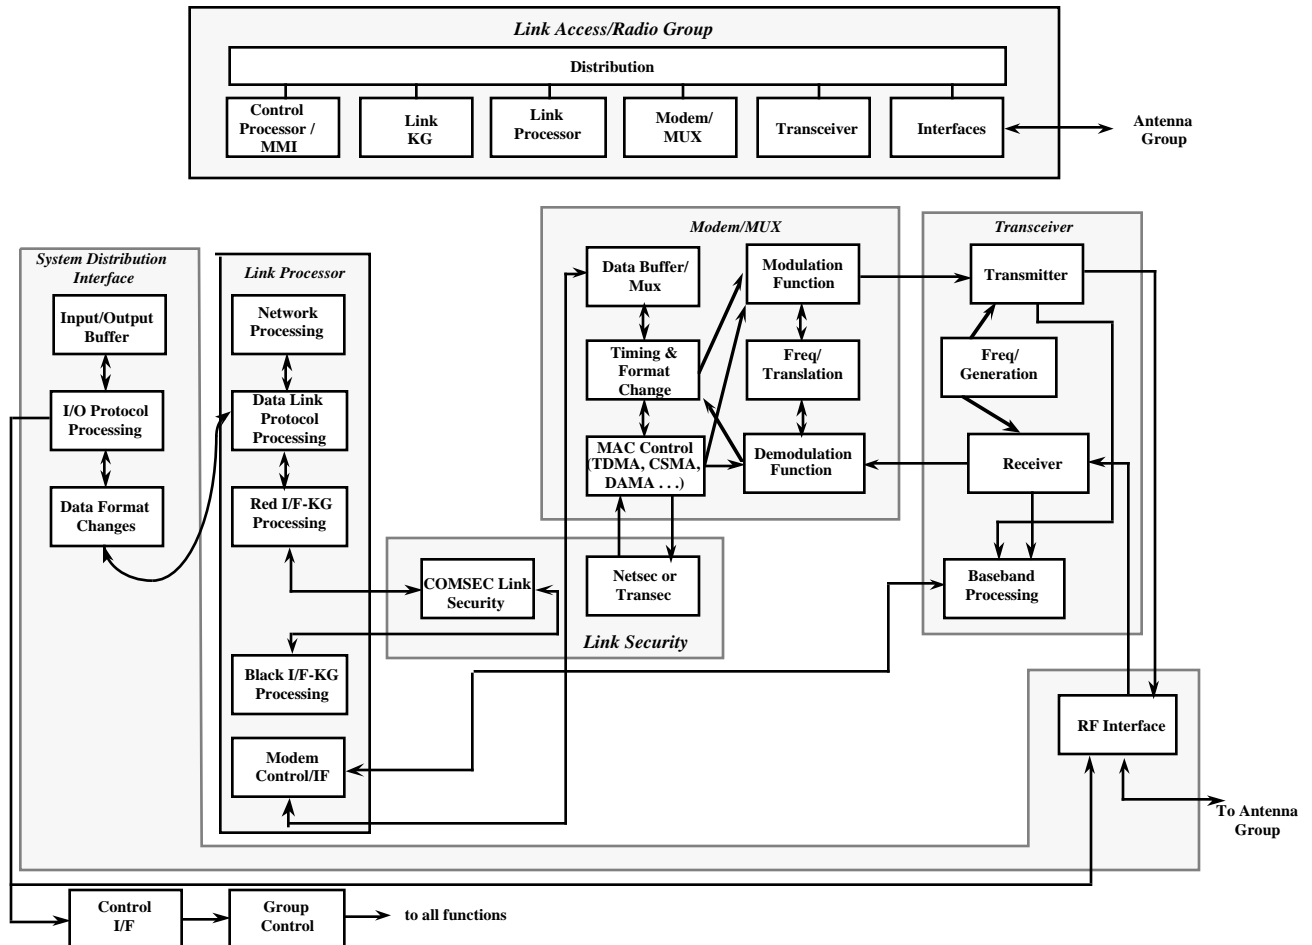 Link Access/Radio Group
Distribution
Control
Processor /
MMI
Link
KG
Link
Processor
Modem/
MUX
Transceiver
Interfaces
Antenna
Group
System Distribution
Interface
Input/Output
Buffer
I/O Protocol
Processing
Data Format
Changes
Link Processor
Network
Processing
Data Link
Protocol
Processing
Red I/F-KG
Processing
Black I/F-KG
Processing
Modem
Control/IF
COMSEC Link
Security
Netsec or
Transec
Link Security
Modem/MUX
Data Buffer/
Mux
Timing &
Format
Change
MAC Control
(TDMA, CSMA,
DAMA . . .)
Modulation
Function
Freq/
Translation
Demodulation
Function
Transceiver
Transmitter
Freq/
Generation
Receiver
Baseband
Processing
RF Interface
To Antenna
Group
Control
I/F
Group
Control
to all functions